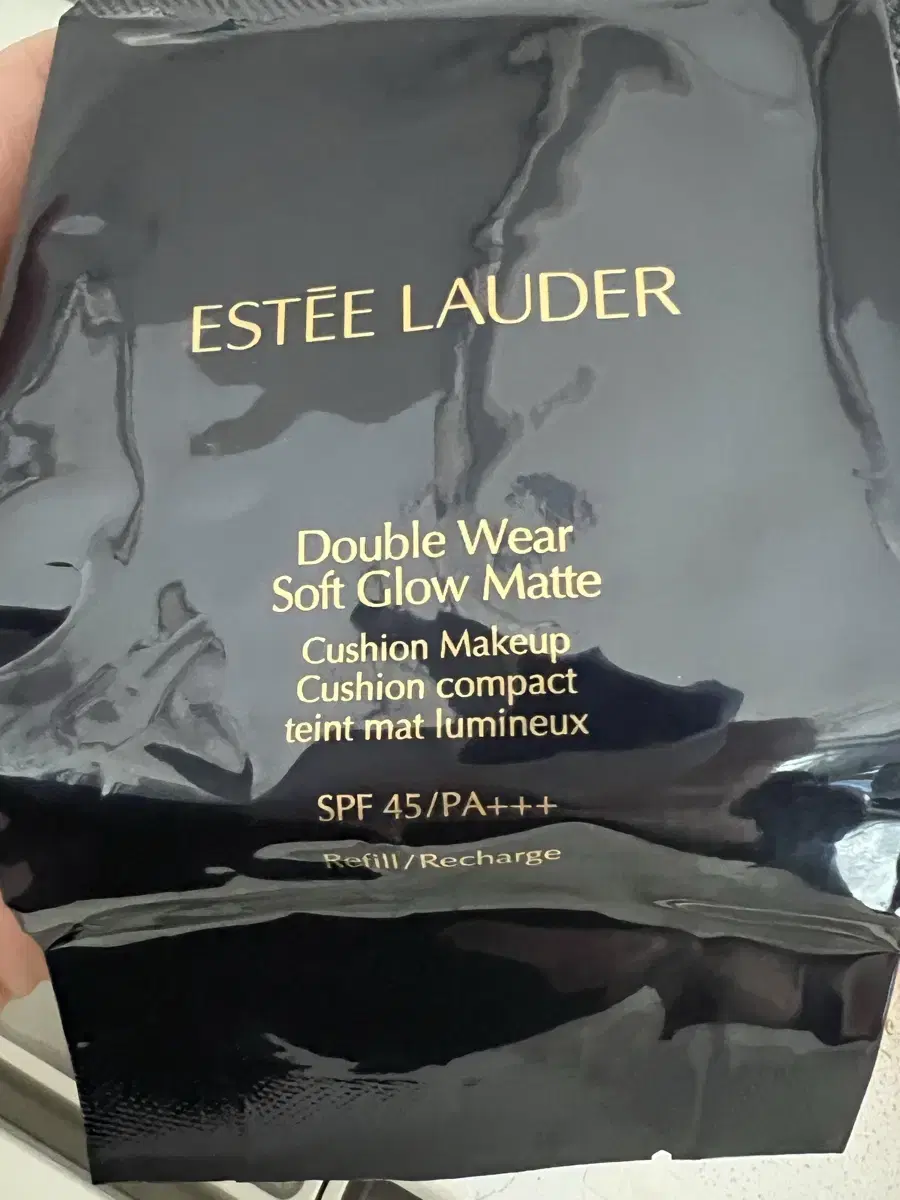 ESTĒE LAUDER
Double Wear
Soft Glow Matte
Cushion Makeup
Cushion compact
teint mat lumineux
SPF 45/PA+++
Refill/Recharge